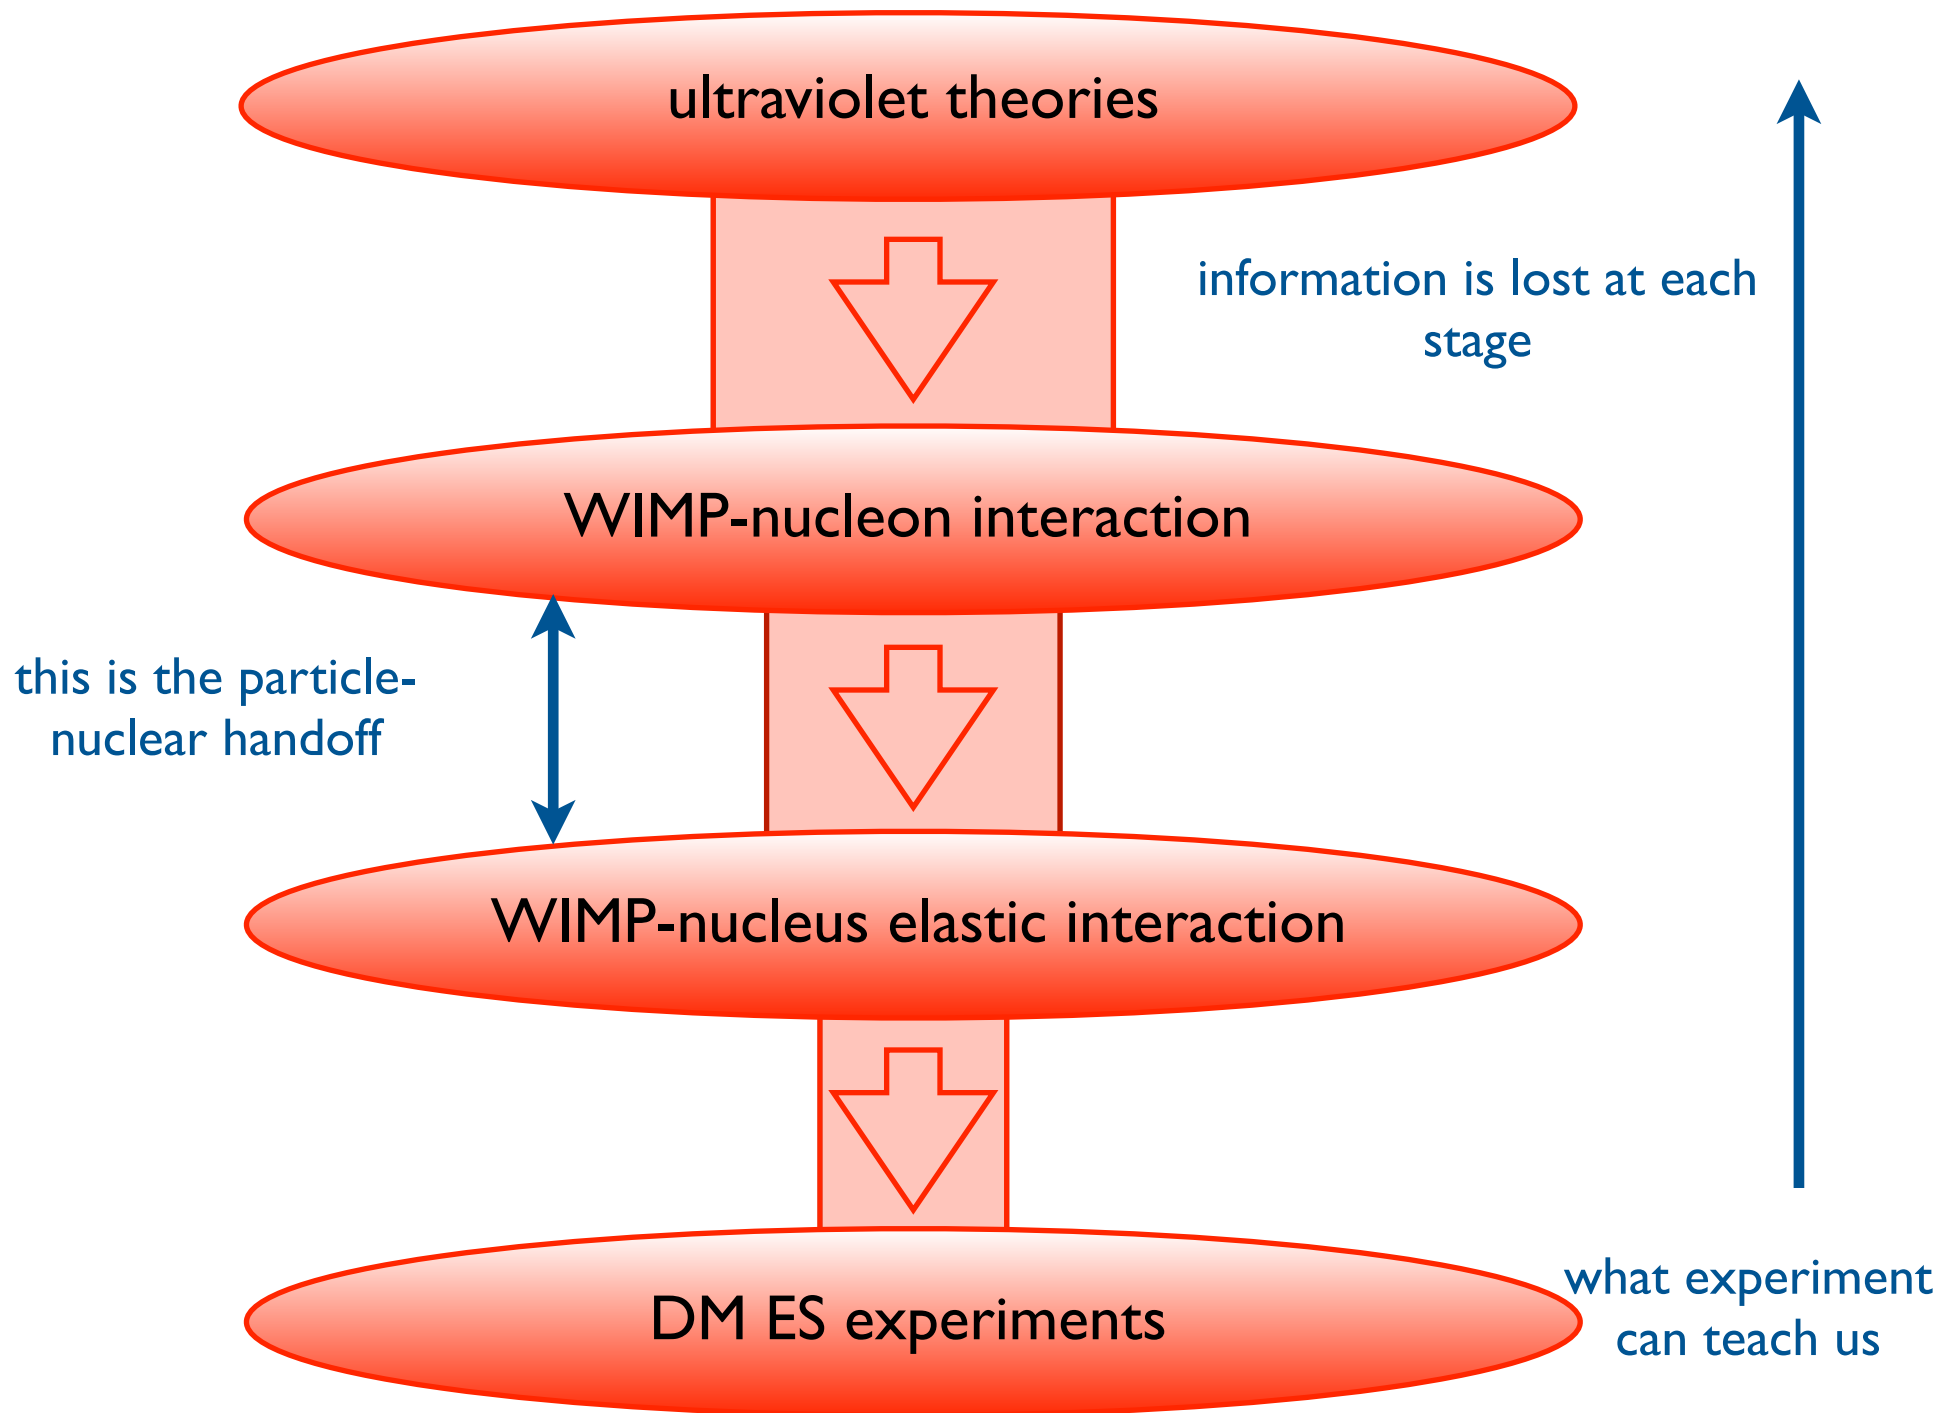 ultraviolet theories
information is lost at each
stage
WIMP-nucleon interaction
this is the particle-
nuclear handoff
WIMP-nucleus elastic interaction
what experiment
can teach us
DM ES experiments